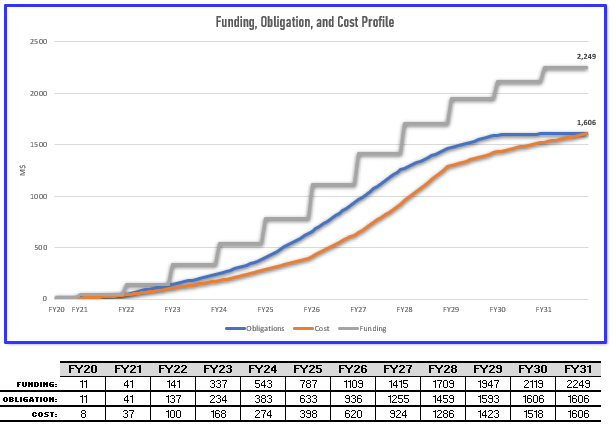 Funding, Obligation, and Cost Profile
2500
2,249
2000
1,606
1500
M$
1000
500
0
FY20 FY21 FY22 FY23 FY24 FY25 FY26 FY27 FY28 FY29 FY30 FY31
Obligations Cost Funding
FY20 FY21 FY22 FY23 FY24 FY25 FY26 FY27 FY28 FY29 FY30 FY31
FUNDING: 11 41 141 337 543 787 1109 1415 1709 1947 2119 2249
OBLIGATION: 11 41 137 234 383 633 936 1255 1459 1593 1606 1606
COST: 8 37 100 168 274 398 620 924 1286 1423 1518 1606